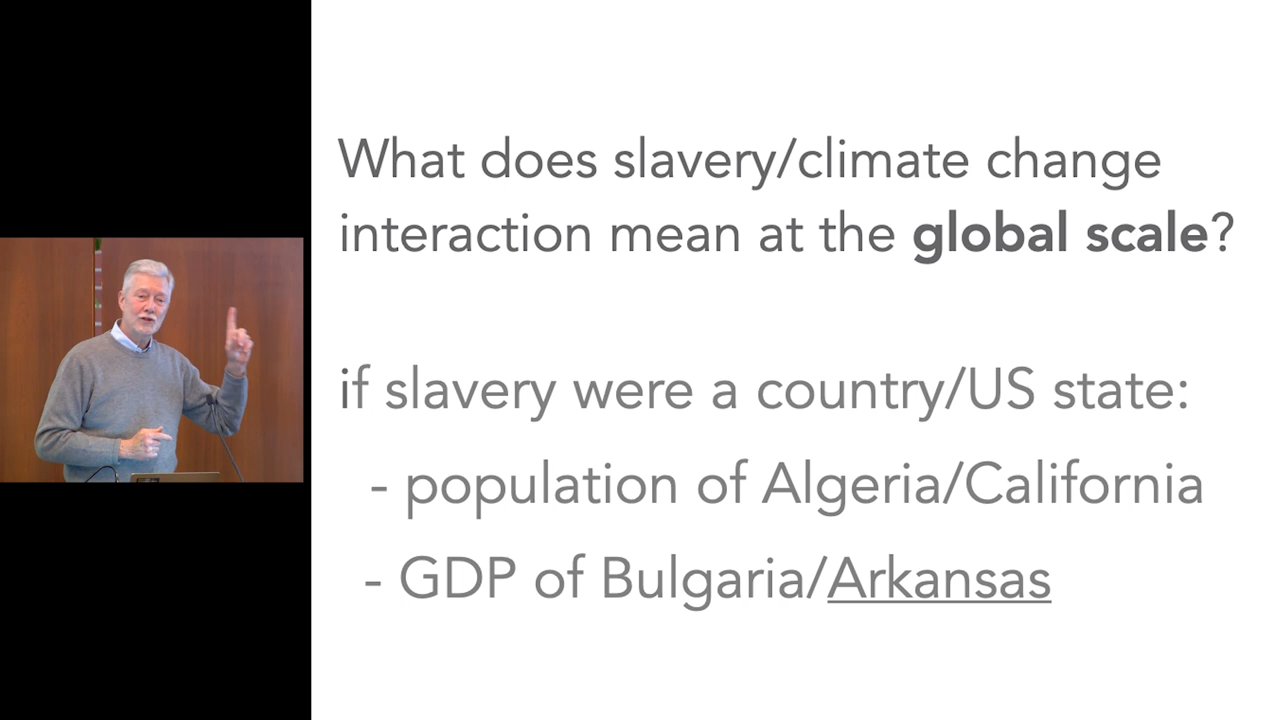 What does slavery/climate change
interaction mean at the global scale?
if slavery were a country/US state:
- population of Algeria/California
- GDP of Bulgaria/Arkansas